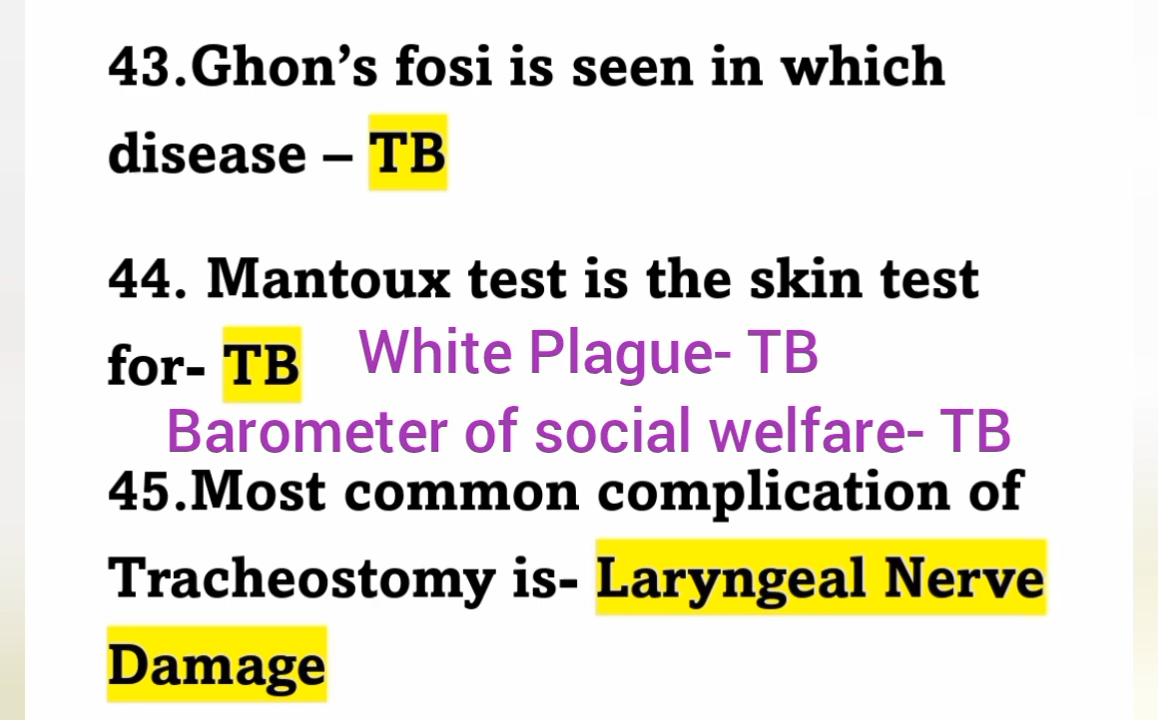 43.Ghon’s fosi is seen in which
disease – TB
44. Mantoux test is the skin test
for- TB White Plague- TB
Barometer of social welfare- TB
45.Most common complication of
Tracheostomy is- Laryngeal Nerve
Damage